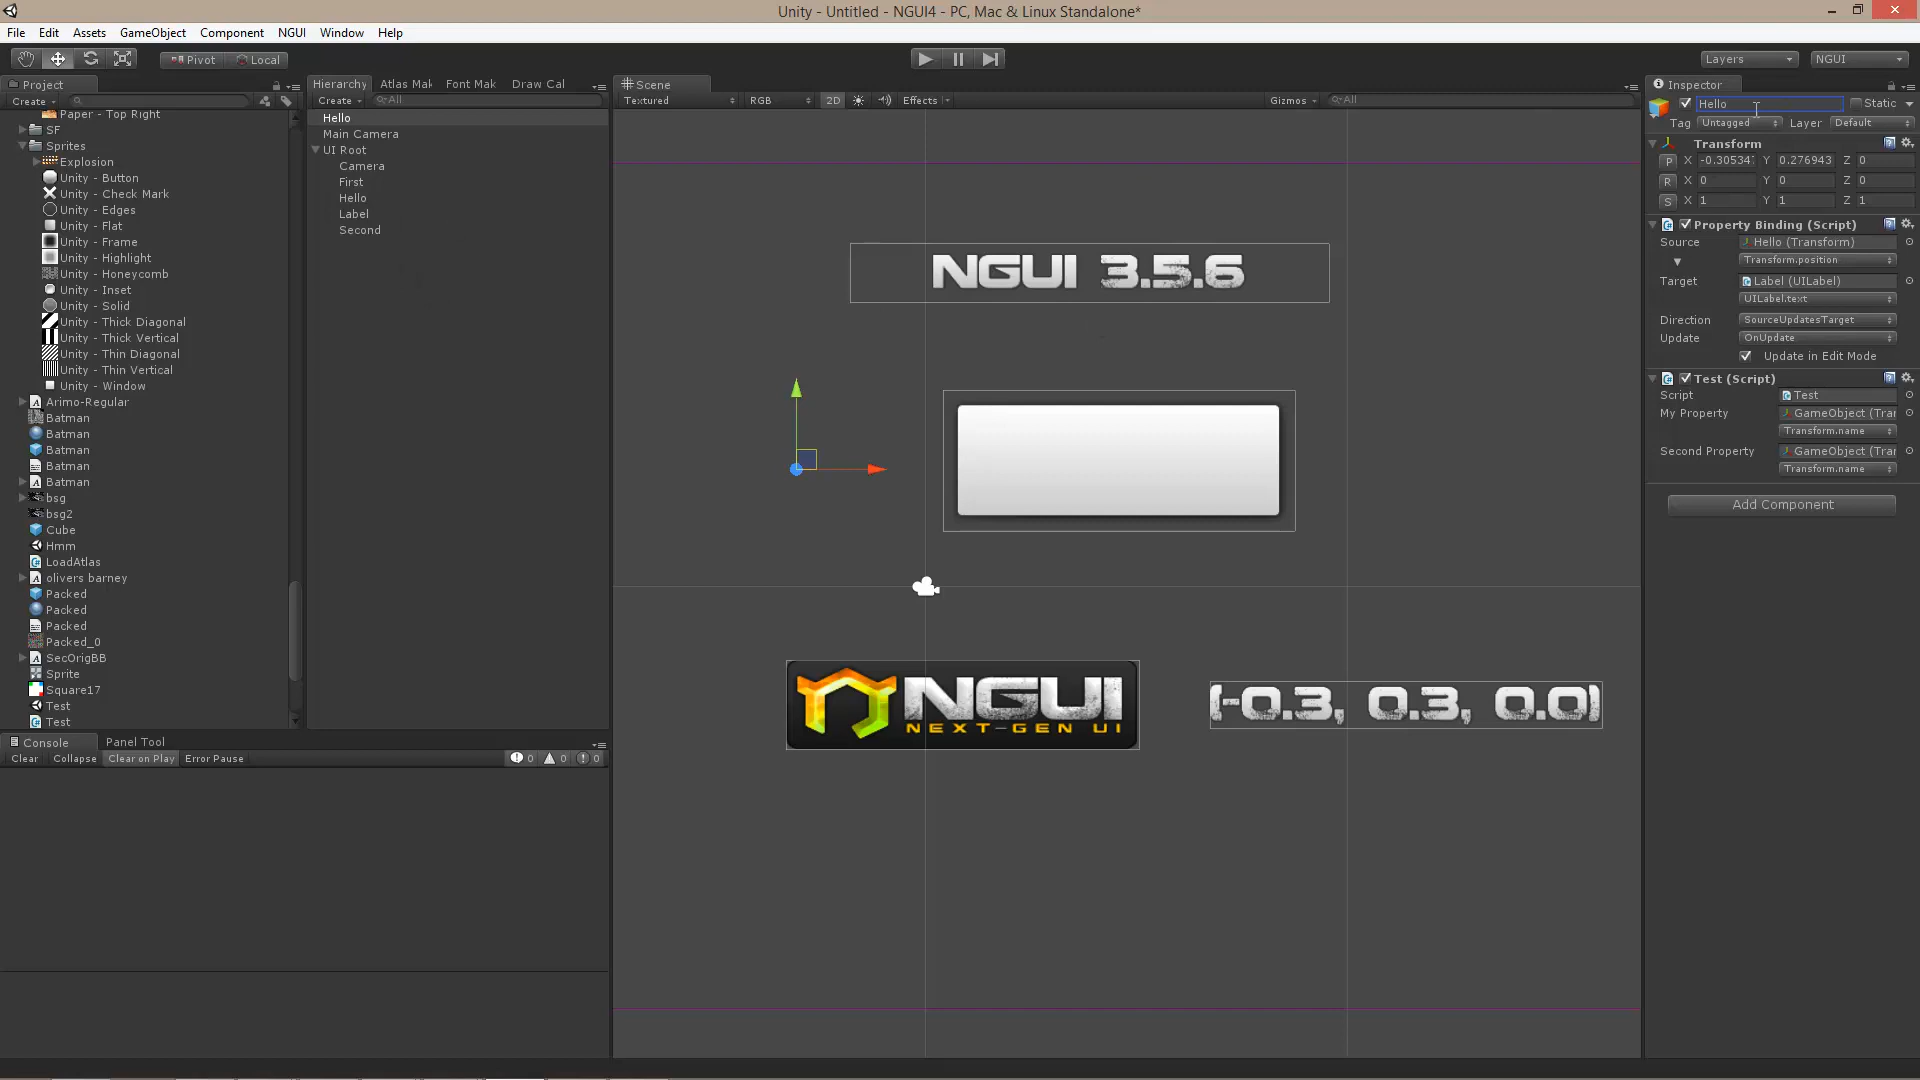 Unity - Untitled - NGUI4 - PC, Mac & Linux Standalone*
File Edit Assets GameObject Component NGUI Window Help
Pivot Local Layers NGUI
Project
Create
Paper - Top Right
SF
Sprites
Explosion
Unity - Button
Unity - Check Mark
Unity - Edges
Unity - Flat
Unity - Frame
Unity - Highlight
Unity - Honeycomb
Unity - Inset
Unity - Solid
Unity - Thick Diagonal
Unity - Thick Vertical
Unity - Thin Diagonal
Unity - Thin Vertical
Unity - Window
Arimo-Regular
Batman
Batman
Batman
Batman
Batman
bsg
bsg2
Cube
Hmm
LoadAtlas
olivers barney
Packed
Packed
Packed
Packed_0
SecOrigBB
Sprite
Square17
Test
Test
Hierarchy Atlas Mak Font Mak Draw Cal
Create All
Hello
Main Camera
UI Root
Camera
First
Hello
Label
Second
Scene
Textured RGB 2D Effects Gizmos All
NGUI 3.5.6
NGUI
NEXT-GEN UI
(-0.3, 0.3, 0.0)
Inspector
Hello Static
Tag Untagged Layer Default
Transform
P X -0.30534 Y 0.276943 Z 0
R X 0 Y 0 Z 0
S X 1 Y 1 Z 1
Property Binding (Script)
Source Hello (Transform)
Transform.position
Target Label (UILabel)
UILabel.text
Direction SourceUpdatesTarget
Update OnUpdate
Update in Edit Mode
Test (Script)
Script Test
My Property GameObject (Tran
Transform.name
Second Property GameObject (Tran
Transform.name
Add Component
Console Panel Tool
Clear Collapse Clear on Play Error Pause 0 0 0